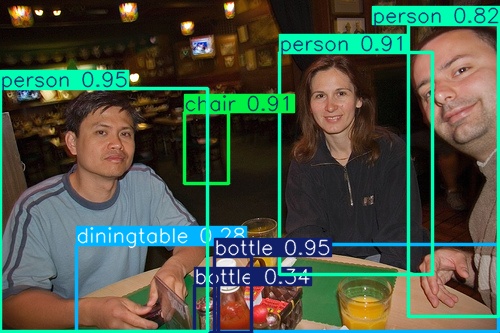 person 0.82
person 0.91
person 0.95
chair 0.91
diningtable 0.28
bottle 0.95
bottle 0.34